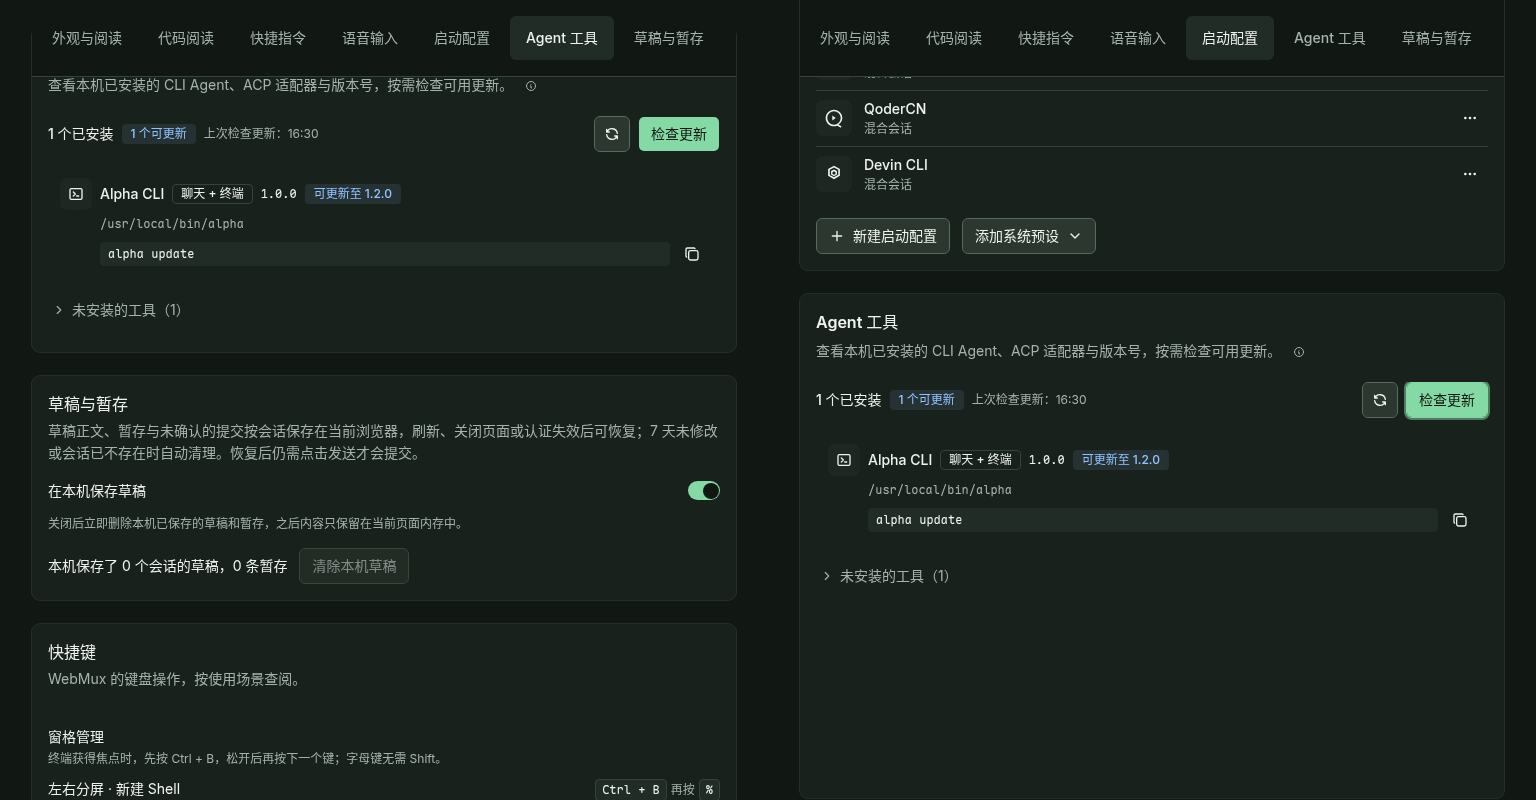 外观与阅读 代码阅读 快捷指令 语音输入 启动配置 Agent 工具 草稿与暂存
查看本机已安装的 CLI Agent、ACP 适配器与版本号，按需检查可用更新。
1 个已安装 1 个可更新 上次检查更新：16:30 检查更新
Alpha CLI 聊天 + 终端 1.0.0 可更新至 1.2.0
/usr/local/bin/alpha
alpha update
未安装的工具（1）
草稿与暂存
草稿正文、暂存与未确认的提交按会话保存在当前浏览器，刷新、关闭页面或认证失效后可恢复；7 天未修改
或会话已不存在时自动清理。恢复后仍需点击发送才会提交。
在本机保存草稿
关闭后立即删除本机已保存的草稿和暂存，之后内容只保留在当前页面内存中。
本机保存了 0 个会话的草稿，0 条暂存 清除本机草稿
快捷键
WebMux 的键盘操作，按使用场景查阅。
窗格管理
终端获得焦点时，先按 Ctrl + B，松开后再按下一个键；字母键无需 Shift。
左右分屏 · 新建 Shell Ctrl + B 再按 %
外观与阅读 代码阅读 快捷指令 语音输入 启动配置 Agent 工具 草稿与暂存
QoderCN
混合会话
Devin CLI
混合会话
新建启动配置 添加系统预设
Agent 工具
查看本机已安装的 CLI Agent、ACP 适配器与版本号，按需检查可用更新。
1 个已安装 1 个可更新 上次检查更新：16:30 检查更新
Alpha CLI 聊天 + 终端 1.0.0 可更新至 1.2.0
/usr/local/bin/alpha
alpha update
未安装的工具（1）